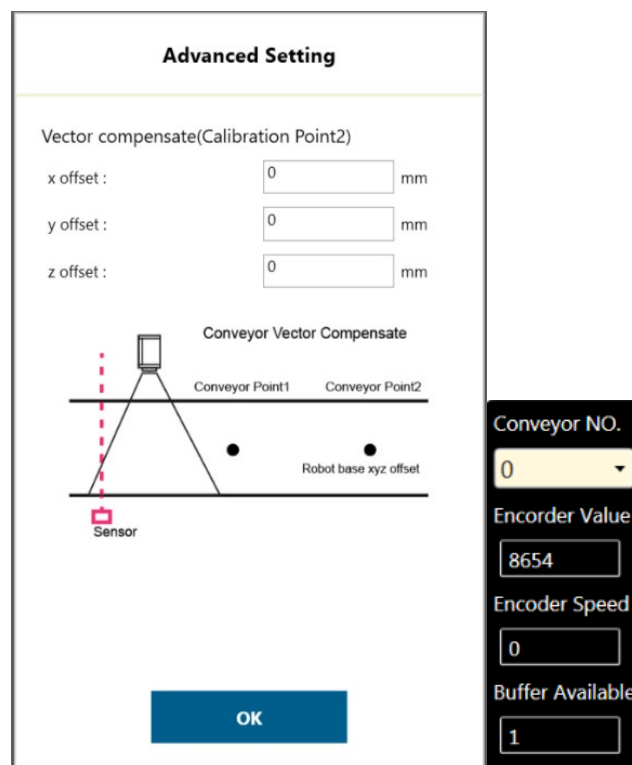 Advanced Setting
Vector compensate(Calibration Point2)
x offset : 0 mm
y offset : 0 mm
z offset : 0 mm
Conveyor Vector Compensate
Conveyor Point1 Conveyor Point2
Robot base xyz offset
Sensor
OK
Conveyor NO.
0
Encorder Value
8654
Encoder Speed
0
Buffer Available
1